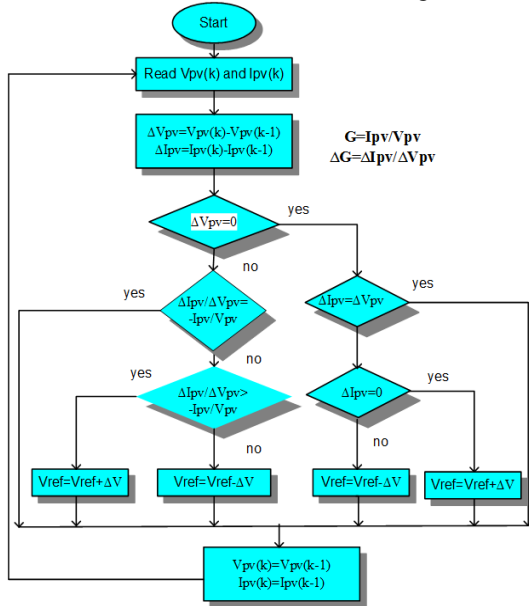 Start
Read Vpv(k) and Ipv(k)
ΔVpv=Vpv(k)-Vpv(k-1)
ΔIpv=Ipv(k)-Ipv(k-1)
G=Ipv/Vpv
ΔG=ΔIpv/ΔVpv
ΔVpv=0
yes
no
yes
ΔIpv/ΔVpv=
-Ipv/Vpv
ΔIpv=ΔVpv
yes
no
yes
ΔIpv/ΔVpv>
-Ipv/Vpv
ΔIpv=0
yes
no
no
Vref=Vref+ΔV
Vref=Vref-ΔV
Vref=Vref-ΔV
Vref=Vref+ΔV
Vpv(k)=Vpv(k-1)
Ipv(k)=Ipv(k-1)